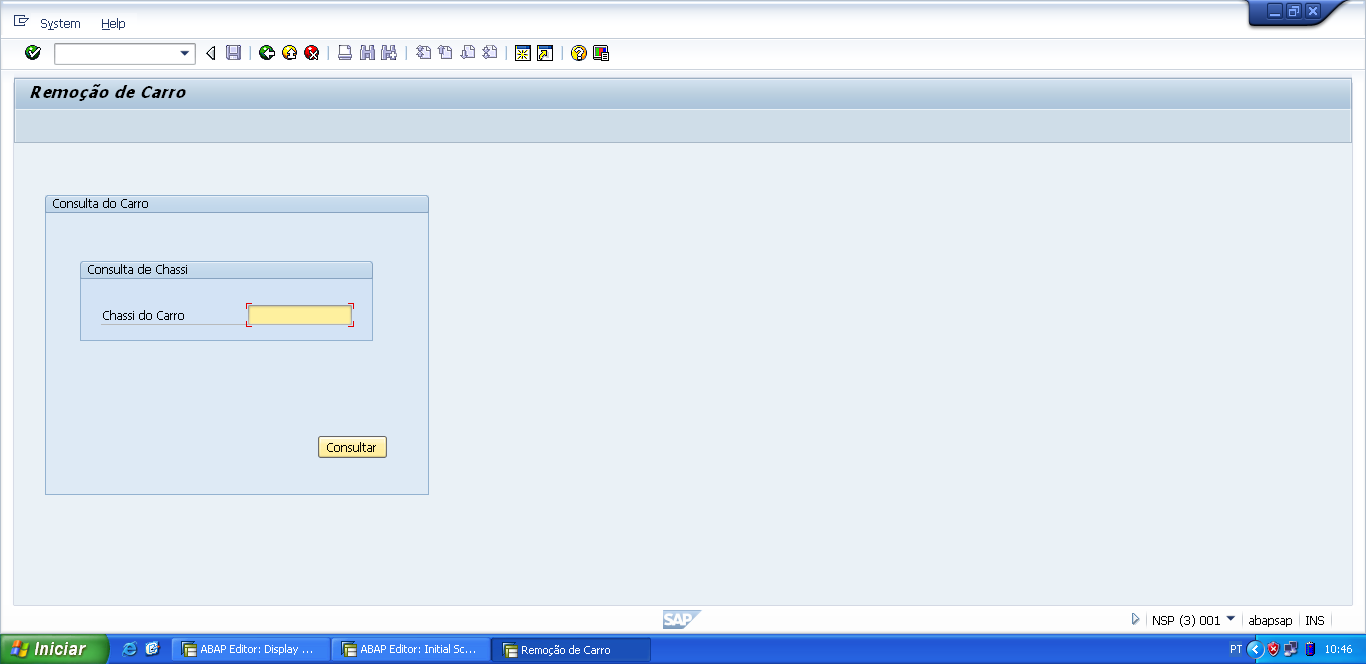 System Help
Remoção de Carro
Consulta do Carro
Consulta de Chassi
Chassi do Carro
Consultar
SAP
NSP (3) 001 abapsap INS
Iniciar ABAP Editor: Display ... ABAP Editor: Initial Sc... Remoção de Carro PT 10:46